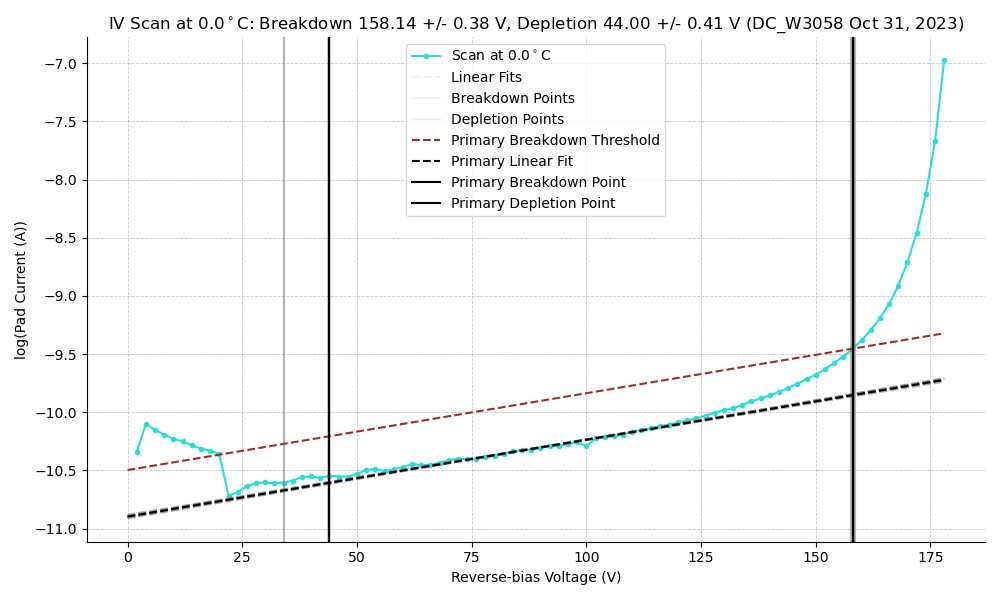 IV Scan at 0.0°C: Breakdown 158.14 +/- 0.38 V, Depletion 44.00 +/- 0.41 V (DC_W3058 Oct 31, 2023)
Scan at 0.0°C
Linear Fits
Breakdown Points
Depletion Points
Primary Breakdown Threshold
Primary Linear Fit
Primary Breakdown Point
Primary Depletion Point
log(Pad Current (A))
−7.0
−7.5
−8.0
−8.5
−9.0
−9.5
−10.0
−10.5
−11.0
0 25 50 75 100 125 150 175
Reverse-bias Voltage (V)